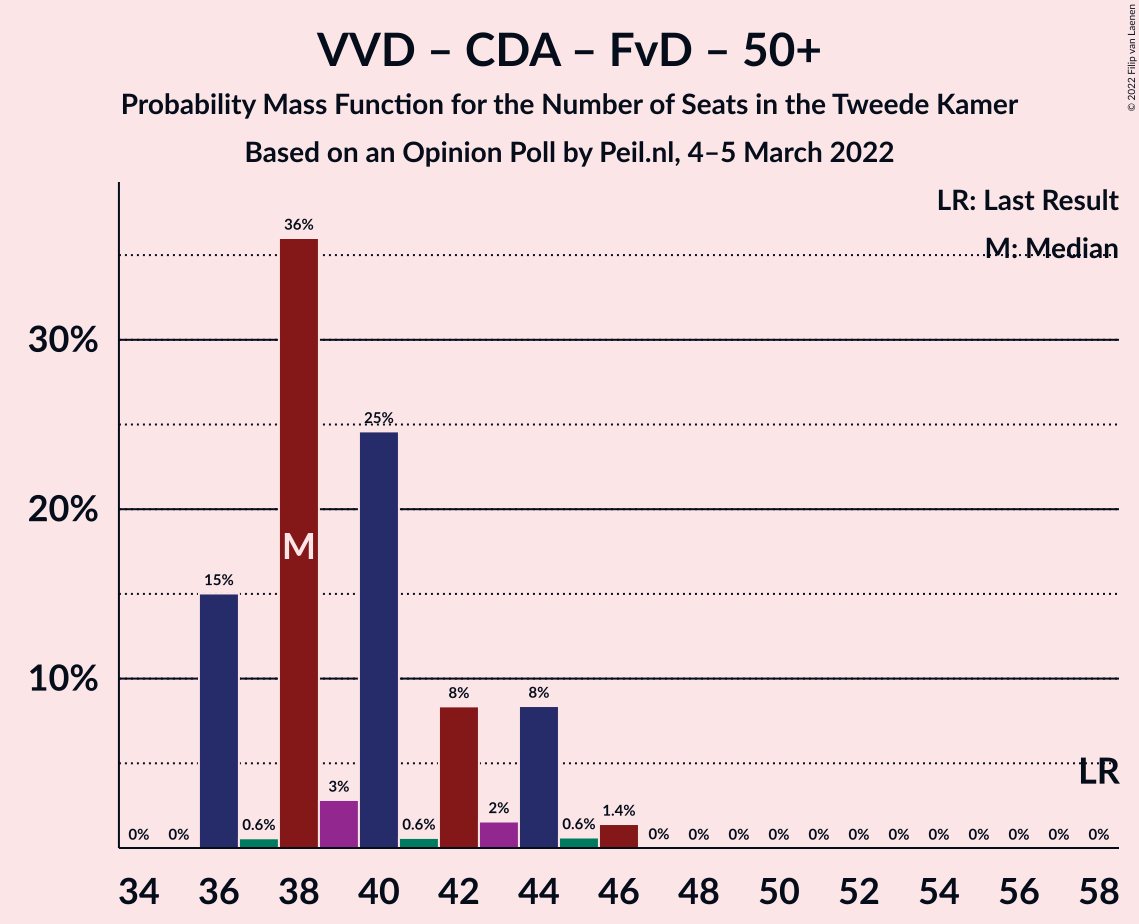 VVD – CDA – FvD – 50+
Probability Mass Function for the Number of Seats in the Tweede Kamer
Based on an Opinion Poll by Peil.nl, 4–5 March 2022
© 2022 Filip van Laenen
LR: Last Result
M: Median
30%
20%
10%
0% 0% 15% 0.6% 36% 3% 25% 0.6% 8% 2% 8% 0.6% 1.4% 0% 0% 0% 0% 0% 0% 0% 0% 0% 0% 0% 0%
M
LR
34 36 38 40 42 44 46 48 50 52 54 56 58